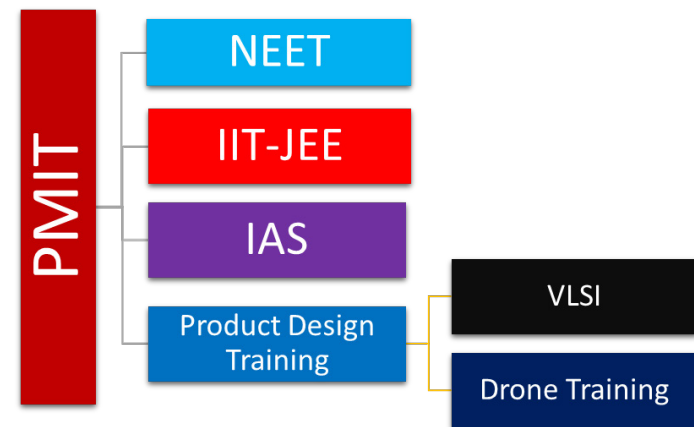 PMIT
NEET
IIT-JEE
IAS
Product Design
Training
VLSI
Drone Training